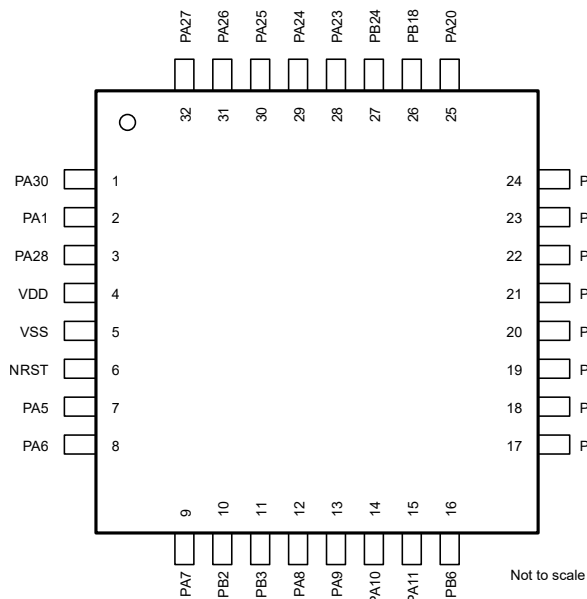 PA27 PA26 PA25 PA24 PA23 PB24 PB18 PA20
32 31 30 29 28 27 26 25
PA30 1 24 P
PA1 2 23 P
PA28 3 22 P
VDD 4 21 P
VSS 5 20 P
NRST 6 19 P
PA5 7 18 P
PA6 8 17 P
9 10 11 12 13 14 15 16
PA7 PB2 PB3 PA8 PA9 PA10 PA11 PB6
Not to scale